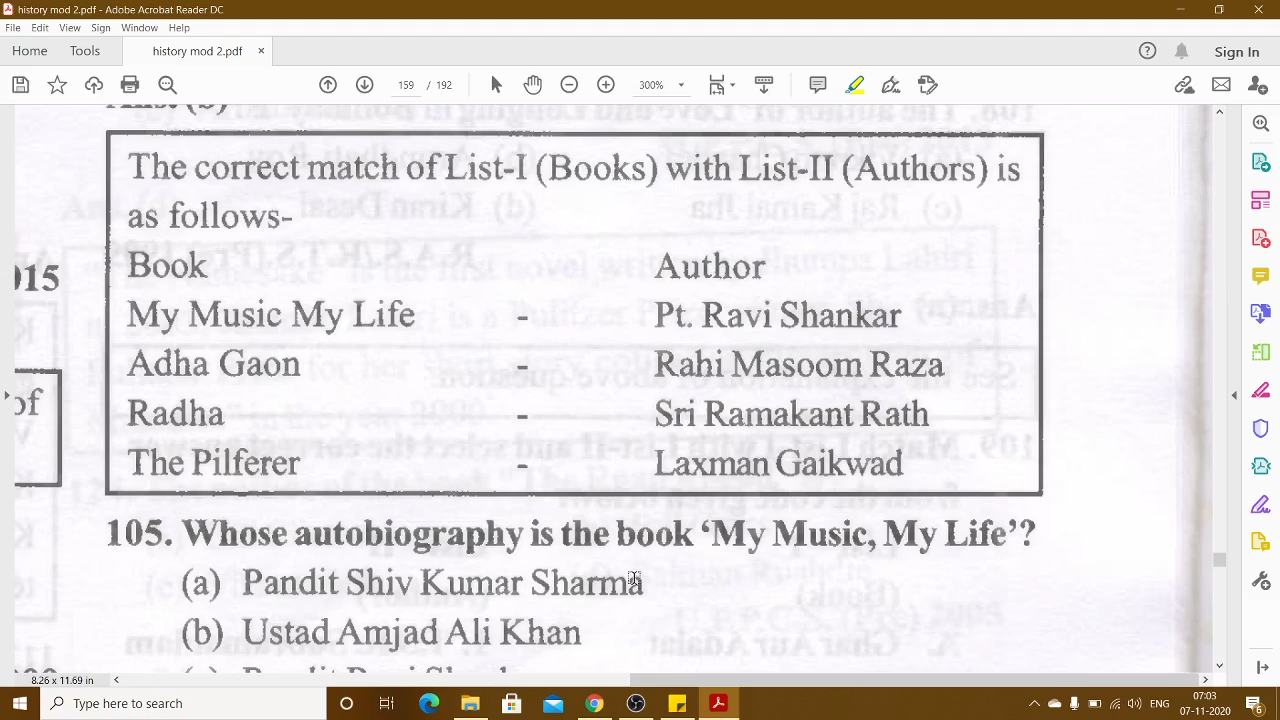 history mod 2.pdf - Adobe Acrobat Reader DC
File Edit View Sign Window Help
Home Tools history mod 2.pdf × Sign In
159 / 192 300%
Ans. (b)
The correct match of List-I (Books) with List-II (Authors) is
as follows-
Book Author
My Music My Life - Pt. Ravi Shankar
Adha Gaon - Rahi Masoom Raza
Radha - Sri Ramakant Rath
The Pilferer - Laxman Gaikwad
015
of
105. Whose autobiography is the book ‘My Music, My Life’?
(a) Pandit Shiv Kumar Sharma
(b) Ustad Amjad Ali Khan
8.26 x 11.69 in
Type here to search
ENG
07:03
07-11-2020
6